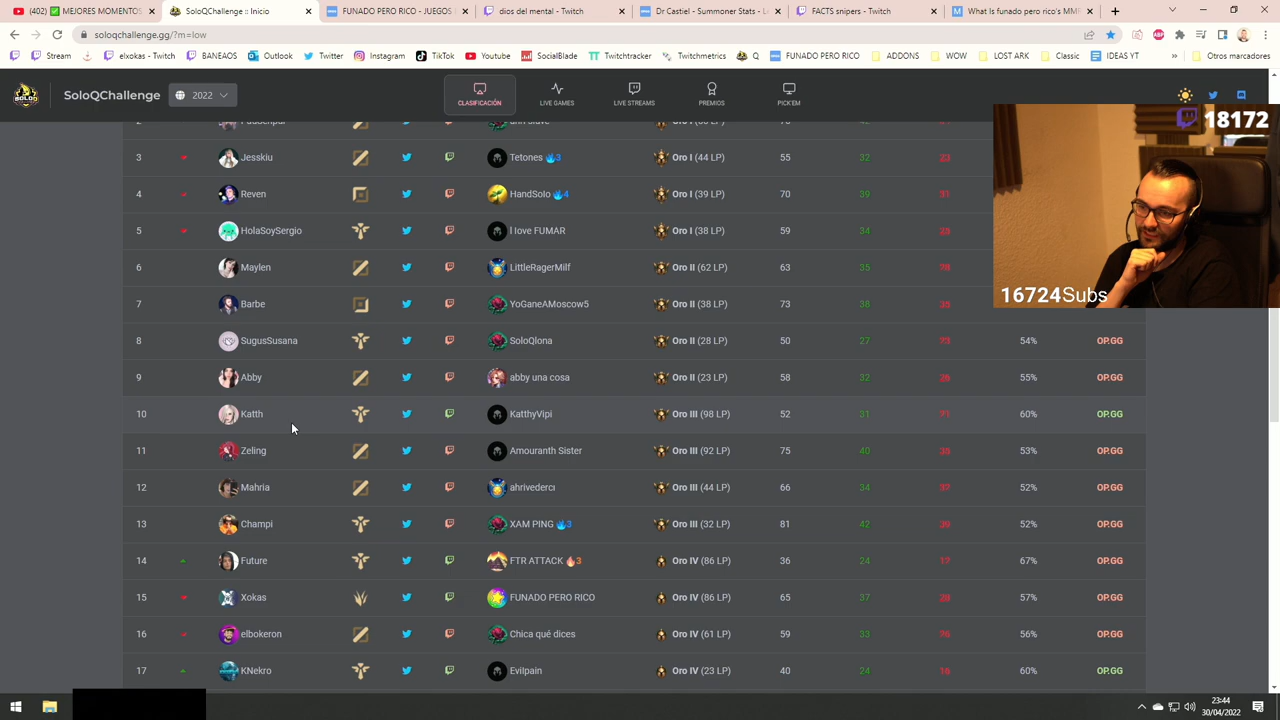 (402) ✅ MEJORES MOMENTOS
SoloQChallenge :: Inicio
FUNADO PERO RICO - JUEGOS
dios del mental - Twitch
Dr Castiel - Summoner Stats - L
FACTS snipers - Twitch
What Is funado pero rico's MM
soloqchallenge.gg/?m=low
Twitch
Stream
elxokas - Twitch
BANEAOS
Outlook
Twitter
Instagram
TikTok
Youtube
SocialBlade
Twitchtracker
Twitchmetrics
Q
FUNADO PERO RICO
ADDONS
WOW
LOST ARK
Classic
IDEAS YT
Otros marcadores
SoloQChallenge
2022
CLASIFICACIÓN
LIVE GAMES
LIVE STREAMS
PREMIOS
PICK'EM
3 Jesskiu Tetones 3 Oro I (44 LP) 55 32 23
4 Reven HandSolo 4 Oro I (39 LP) 70 39 31
5 HolaSoySergio I love FUMAR Oro I (38 LP) 59 34 25
6 Maylen LittleRagerMilf Oro II (62 LP) 63 35 28
7 Barbe YoGaneAMoscow5 Oro II (38 LP) 73 38 35
8 SugusSusana SoloQlona Oro II (28 LP) 50 27 23 54% OP.GG
9 Abby abby una cosa Oro II (23 LP) 58 32 26 55% OP.GG
10 Katth KatthyVipi Oro III (98 LP) 52 31 21 60% OP.GG
11 Zeling Amouranth Sister Oro III (92 LP) 75 40 35 53% OP.GG
12 Mahria ahrivederci Oro III (44 LP) 66 34 32 52% OP.GG
13 Champi XAM PING 3 Oro III (32 LP) 81 42 39 52% OP.GG
14 Future FTR ATTACK 3 Oro IV (86 LP) 36 24 12 67% OP.GG
15 Xokas FUNADO PERO RICO Oro IV (86 LP) 65 37 28 57% OP.GG
16 elbokeron Chica qué dices Oro IV (61 LP) 59 33 26 56% OP.GG
17 KNekro Evilpain Oro IV (23 LP) 40 24 16 60% OP.GG
18172
16724Subs
23:44
30/04/2022